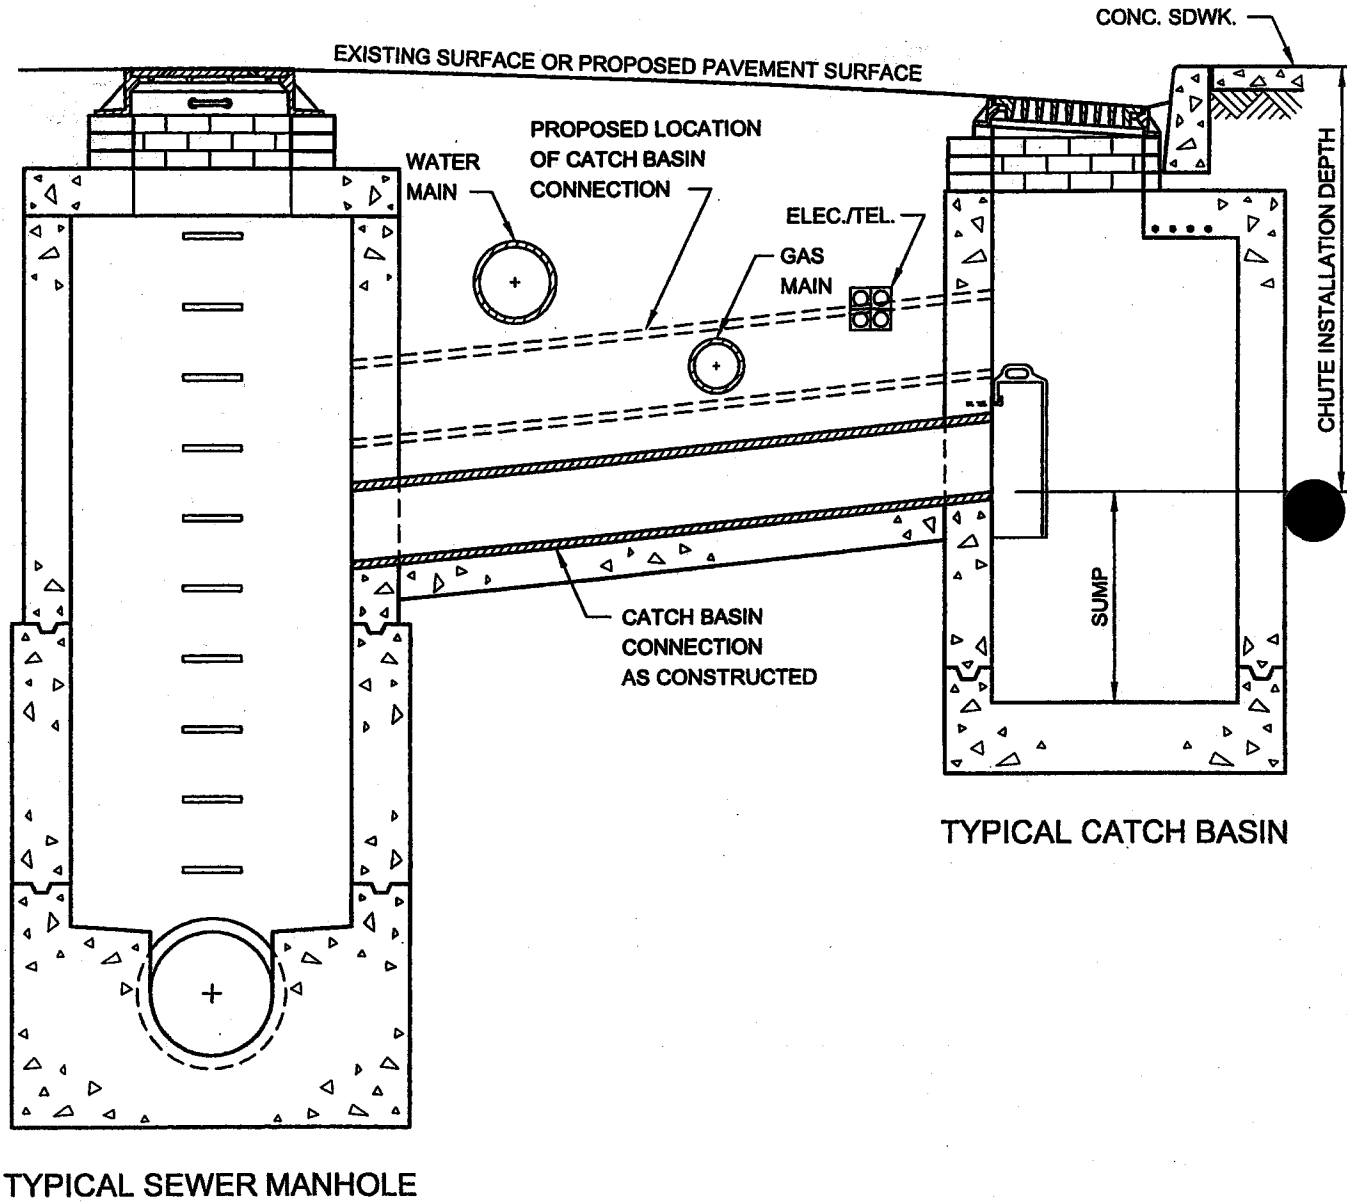 CONC. SDWK.
EXISTING SURFACE OR PROPOSED PAVEMENT SURFACE
PROPOSED LOCATION
OF CATCH BASIN
CONNECTION
WATER
MAIN
ELEC./TEL.
GAS
MAIN
CHUTE INSTALLATION DEPTH
SUMP
CATCH BASIN
CONNECTION
AS CONSTRUCTED
TYPICAL CATCH BASIN
TYPICAL SEWER MANHOLE